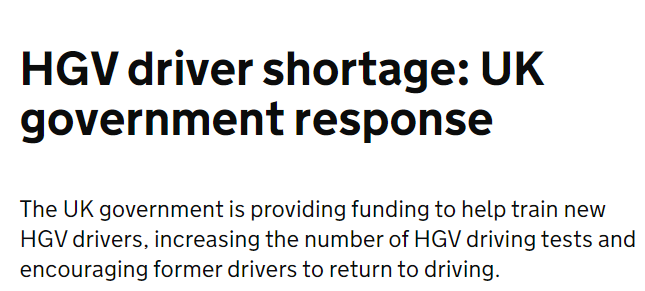 HGV driver shortage: UK
government response
The UK government is providing funding to help train new
HGV drivers, increasing the number of HGV driving tests and
encouraging former drivers to return to driving.